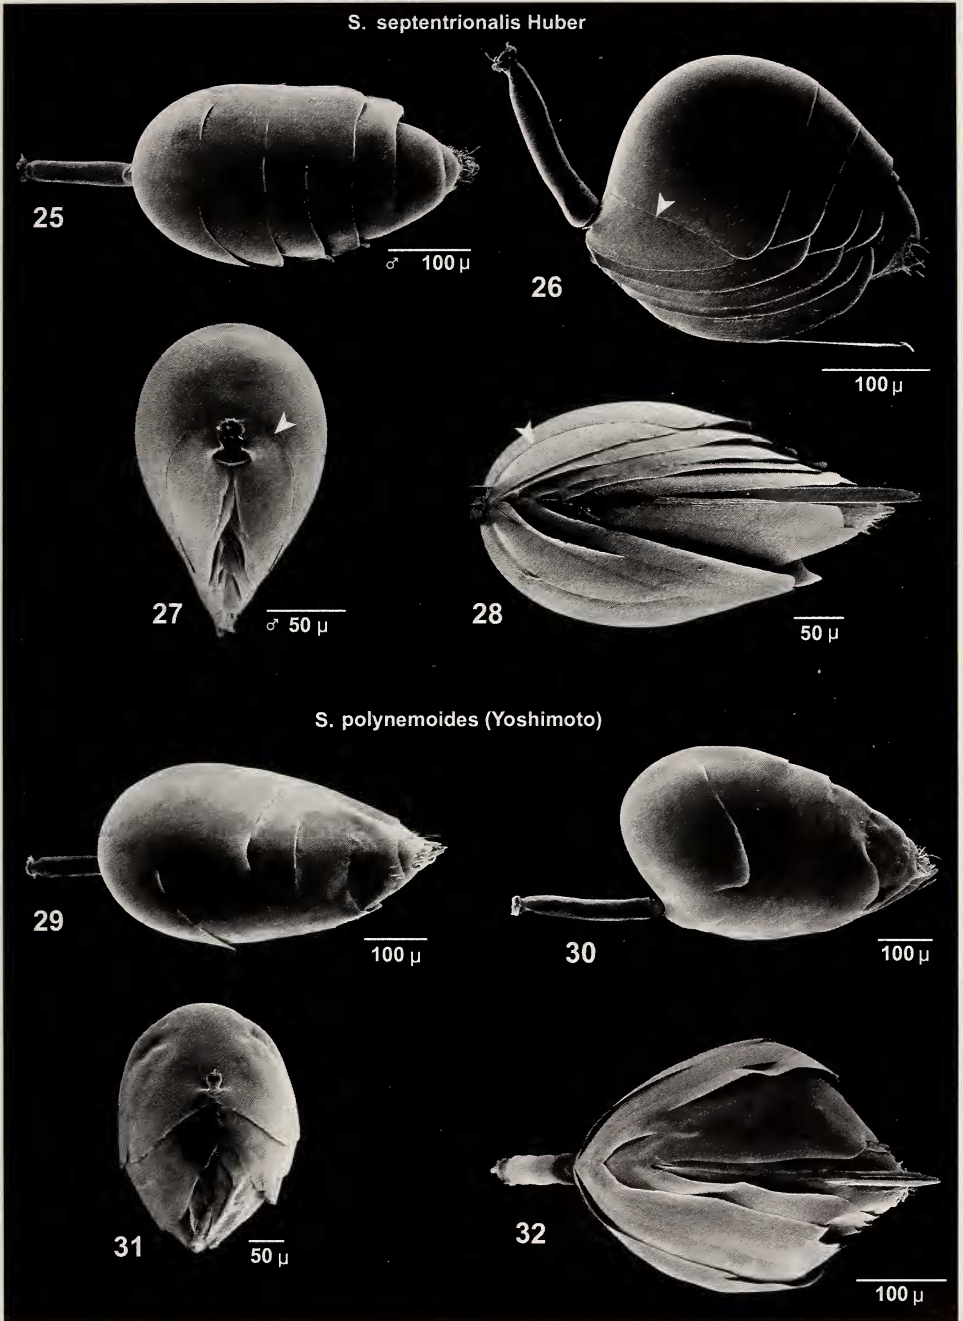 S. septentrionalis Huber
25
♂ 100 µ
26
100 µ
27
♂ 50 µ
28
50 µ
S. polynemoides (Yoshimoto)
29
100 µ
30
100 µ
31
50 µ
32
100 µ